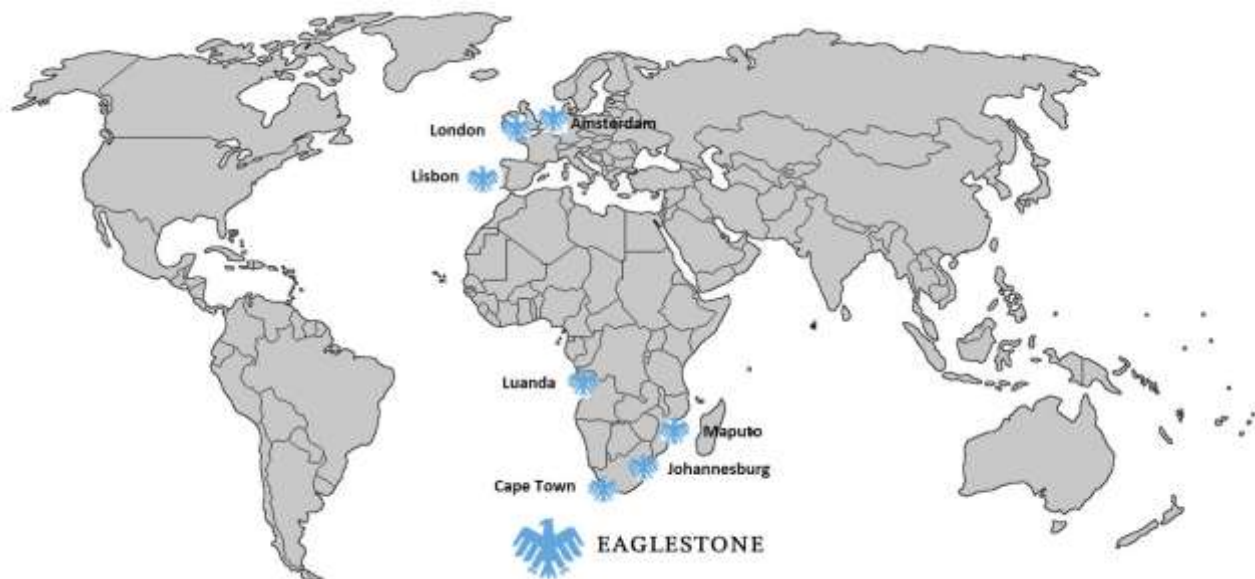 London
Amsterdam
Lisbon
Luanda
Maputo
Johannesburg
Cape Town
EAGLESTONE